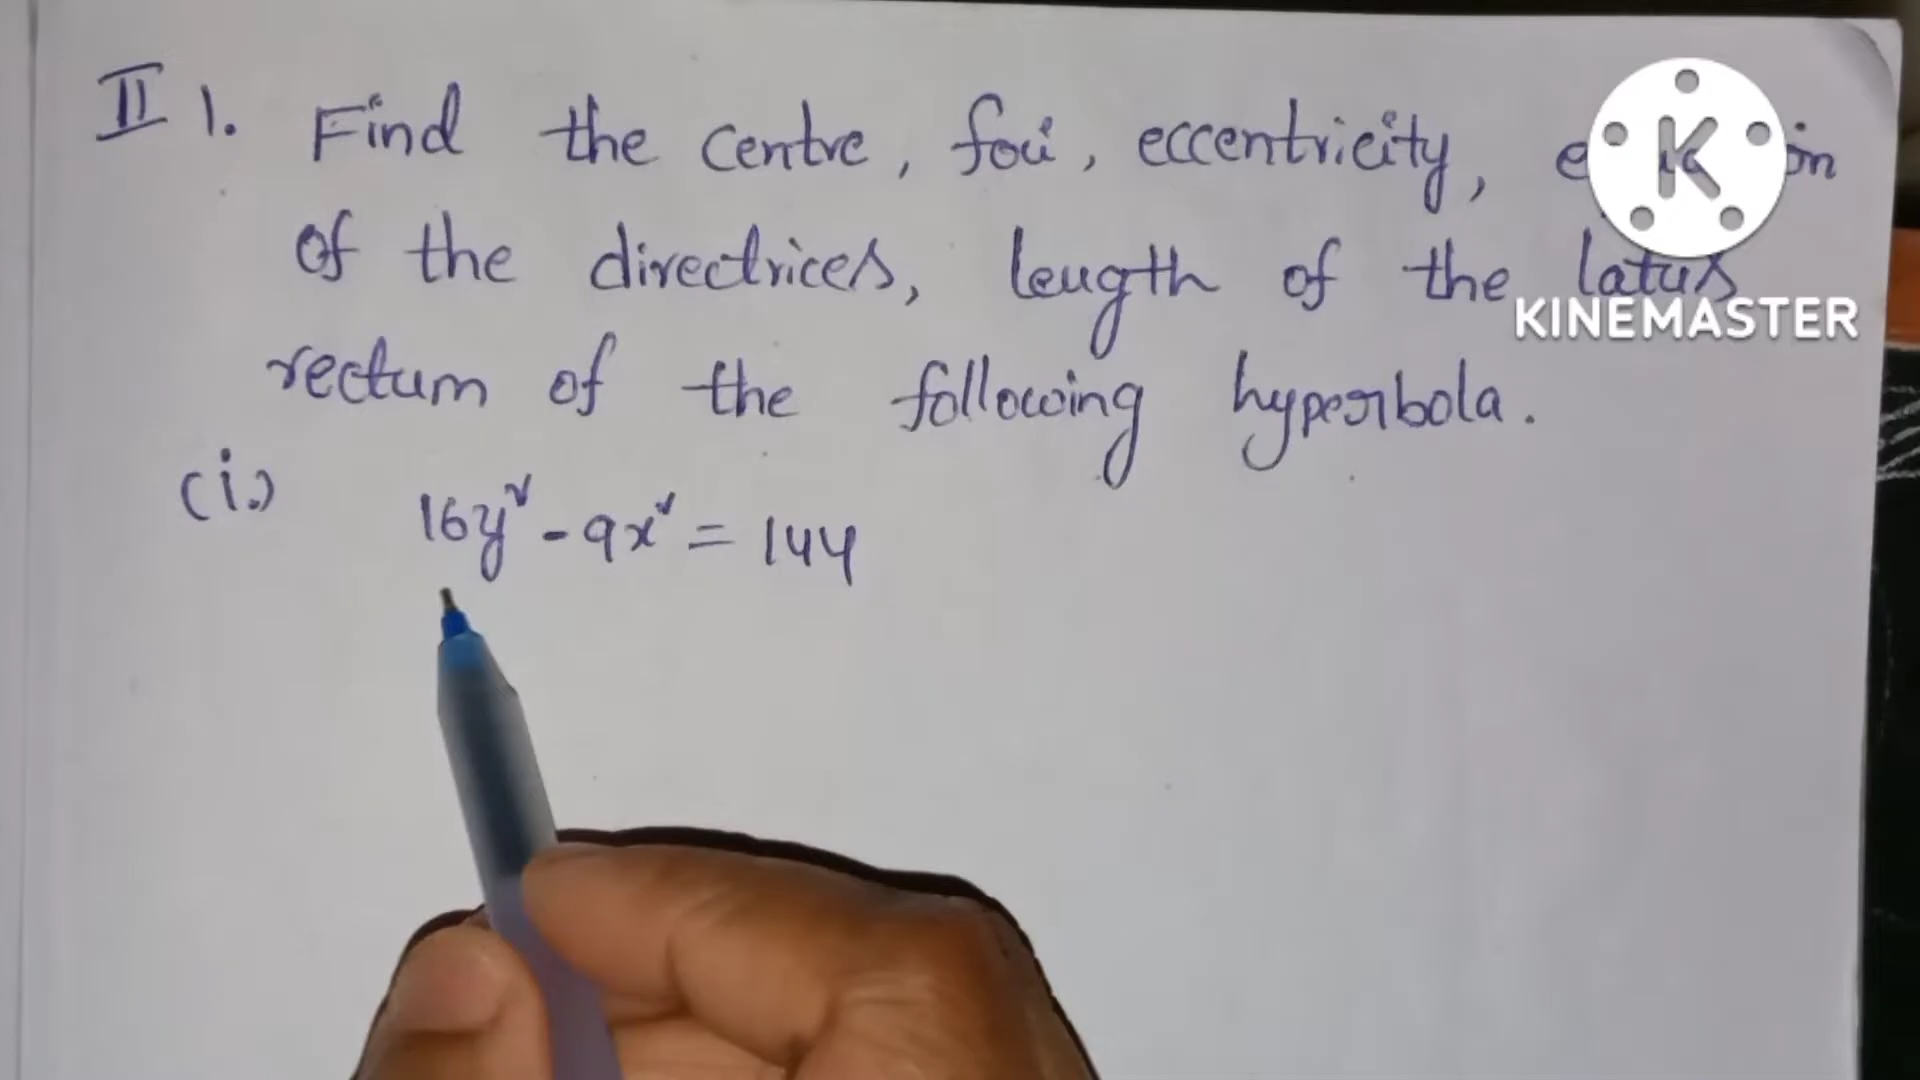 II 1. Find the centre, foci, eccentricity,
of the directrices, length of the latus
rectum of the following hyperbola.
(i.) 16y² - 9x² = 144
K
KINEMASTER